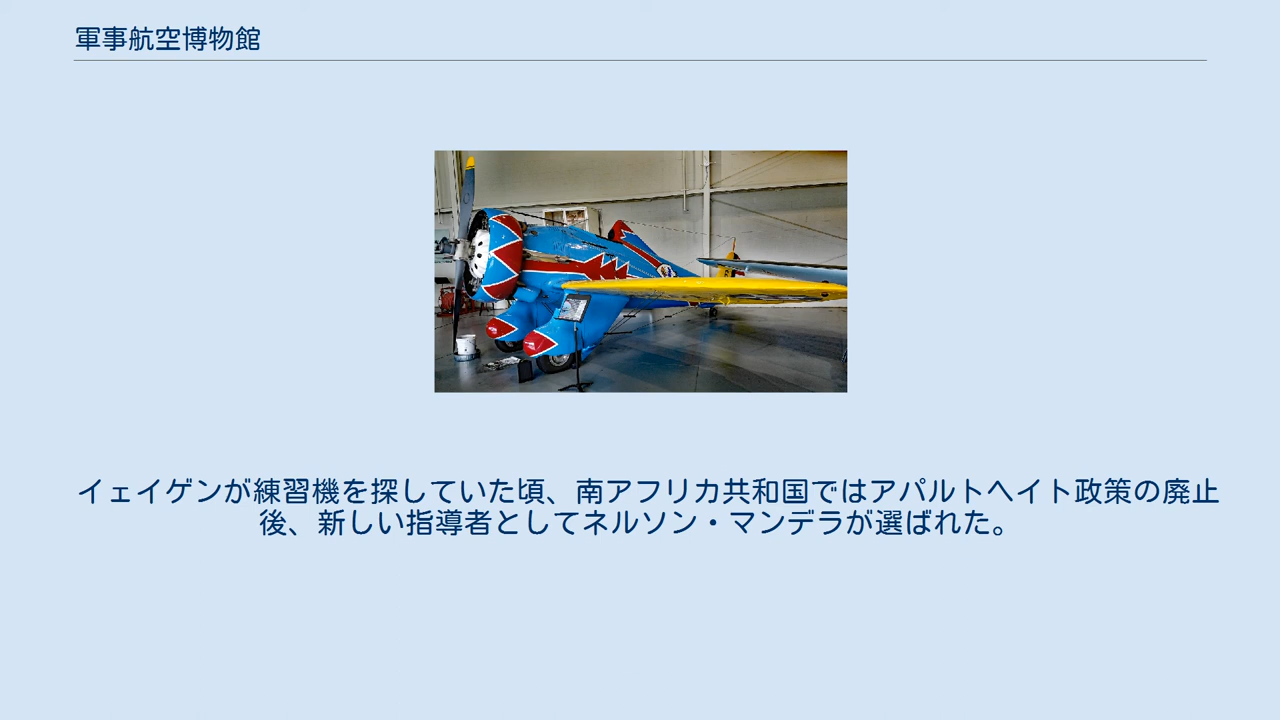 軍事航空博物館
イェイゲンが練習機を探していた頃、南アフリカ共和国ではアパルトヘイト政策の廃止
後、新しい指導者としてネルソン・マンデラが選ばれた。